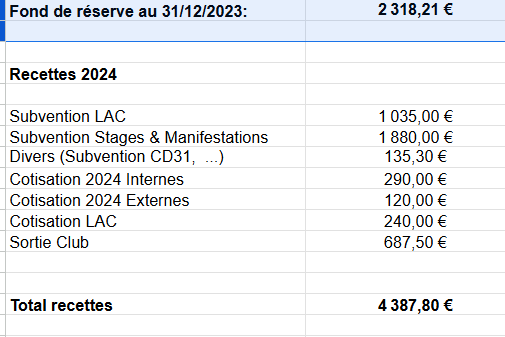 Fond de réserve au 31/12/2023: 2 318,21 €
Recettes 2024
Subvention LAC 1 035,00 €
Subvention Stages & Manifestations 1 880,00 €
Divers (Subvention CD31, ...) 135,30 €
Cotisation 2024 Internes 290,00 €
Cotisation 2024 Externes 120,00 €
Cotisation LAC 240,00 €
Sortie Club 687,50 €
Total recettes 4 387,80 €